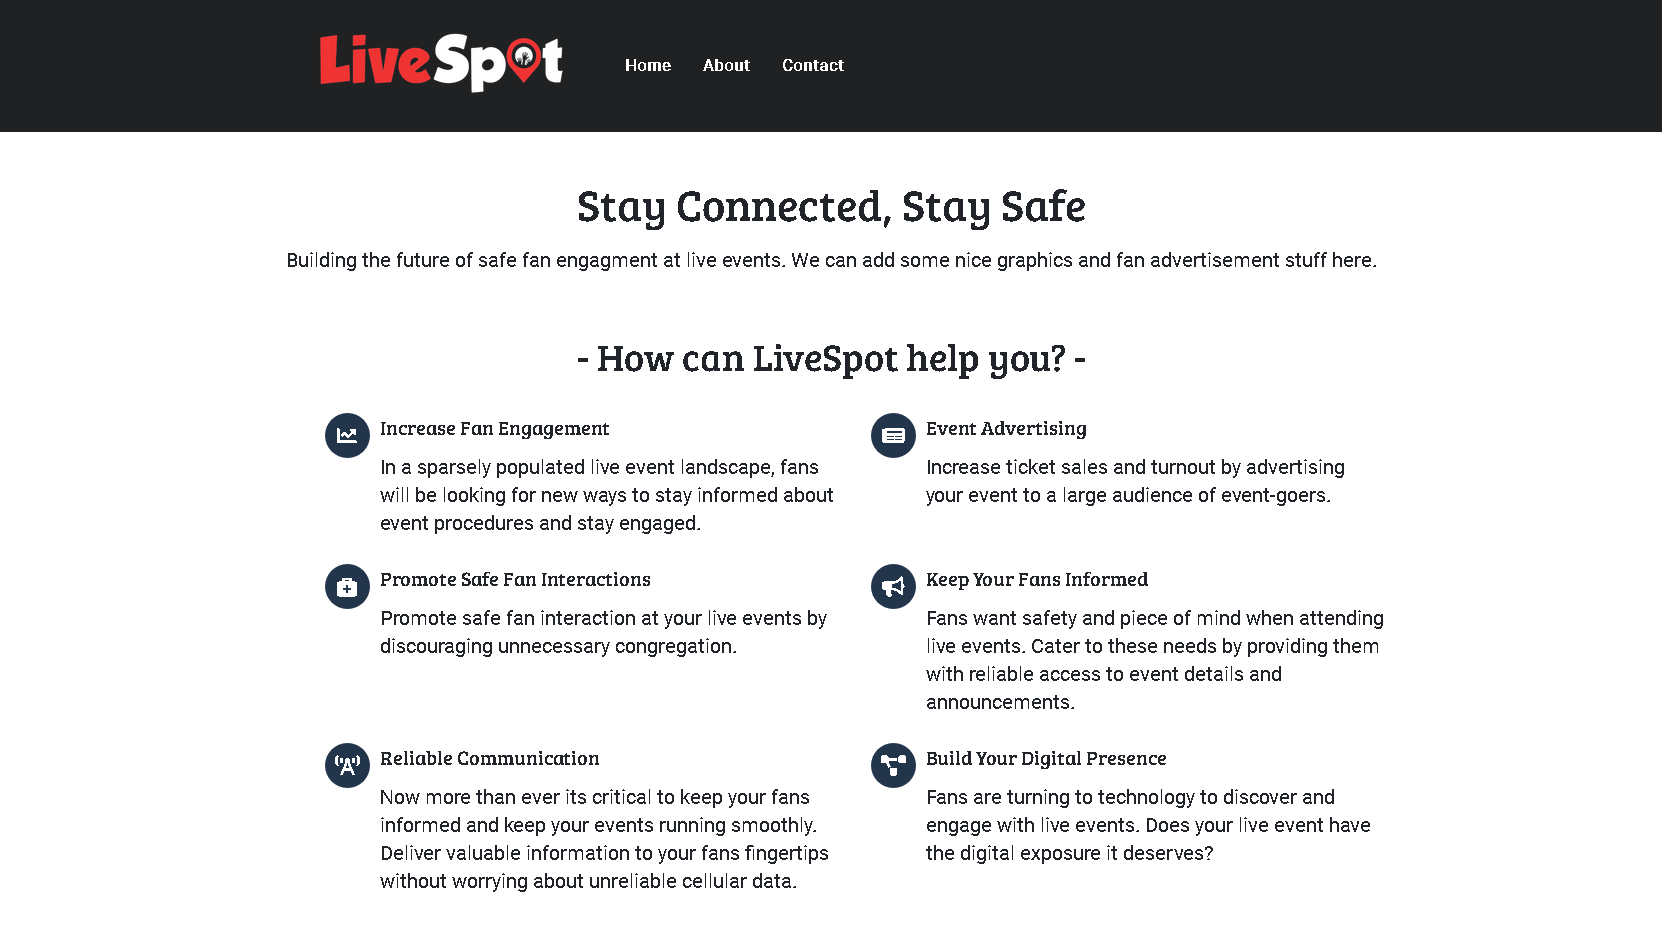 LiveSpot
Home
About
Contact
Stay Connected, Stay Safe
Building the future of safe fan engagment at live events. We can add some nice graphics and fan advertisement stuff here.
- How can LiveSpot help you? -
Increase Fan Engagement
In a sparsely populated live event landscape, fans
will be looking for new ways to stay informed about
event procedures and stay engaged.
Event Advertising
Increase ticket sales and turnout by advertising
your event to a large audience of event-goers.
Promote Safe Fan Interactions
Promote safe fan interaction at your live events by
discouraging unnecessary congregation.
Keep Your Fans Informed
Fans want safety and piece of mind when attending
live events. Cater to these needs by providing them
with reliable access to event details and
announcements.
Reliable Communication
Now more than ever its critical to keep your fans
informed and keep your events running smoothly.
Deliver valuable information to your fans fingertips
without worrying about unreliable cellular data.
Build Your Digital Presence
Fans are turning to technology to discover and
engage with live events. Does your live event have
the digital exposure it deserves?